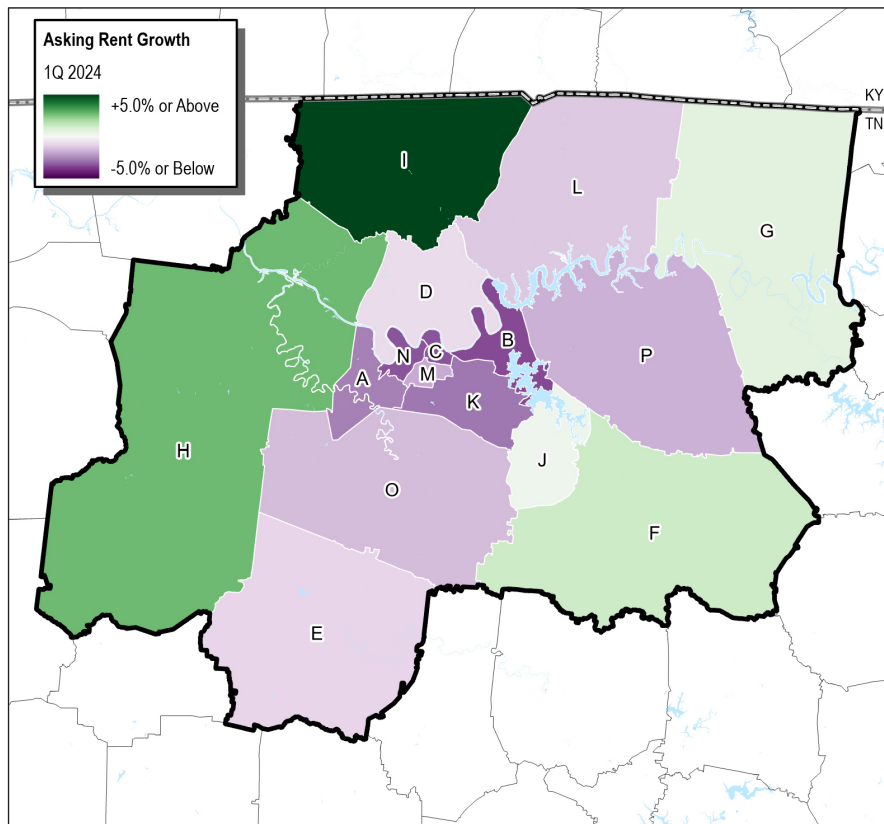 Asking Rent Growth
1Q 2024
+5.0% or Above
-5.0% or Below
KY
TN
I
L
G
D
B
C
N
M
A
P
K
H
J
O
F
E